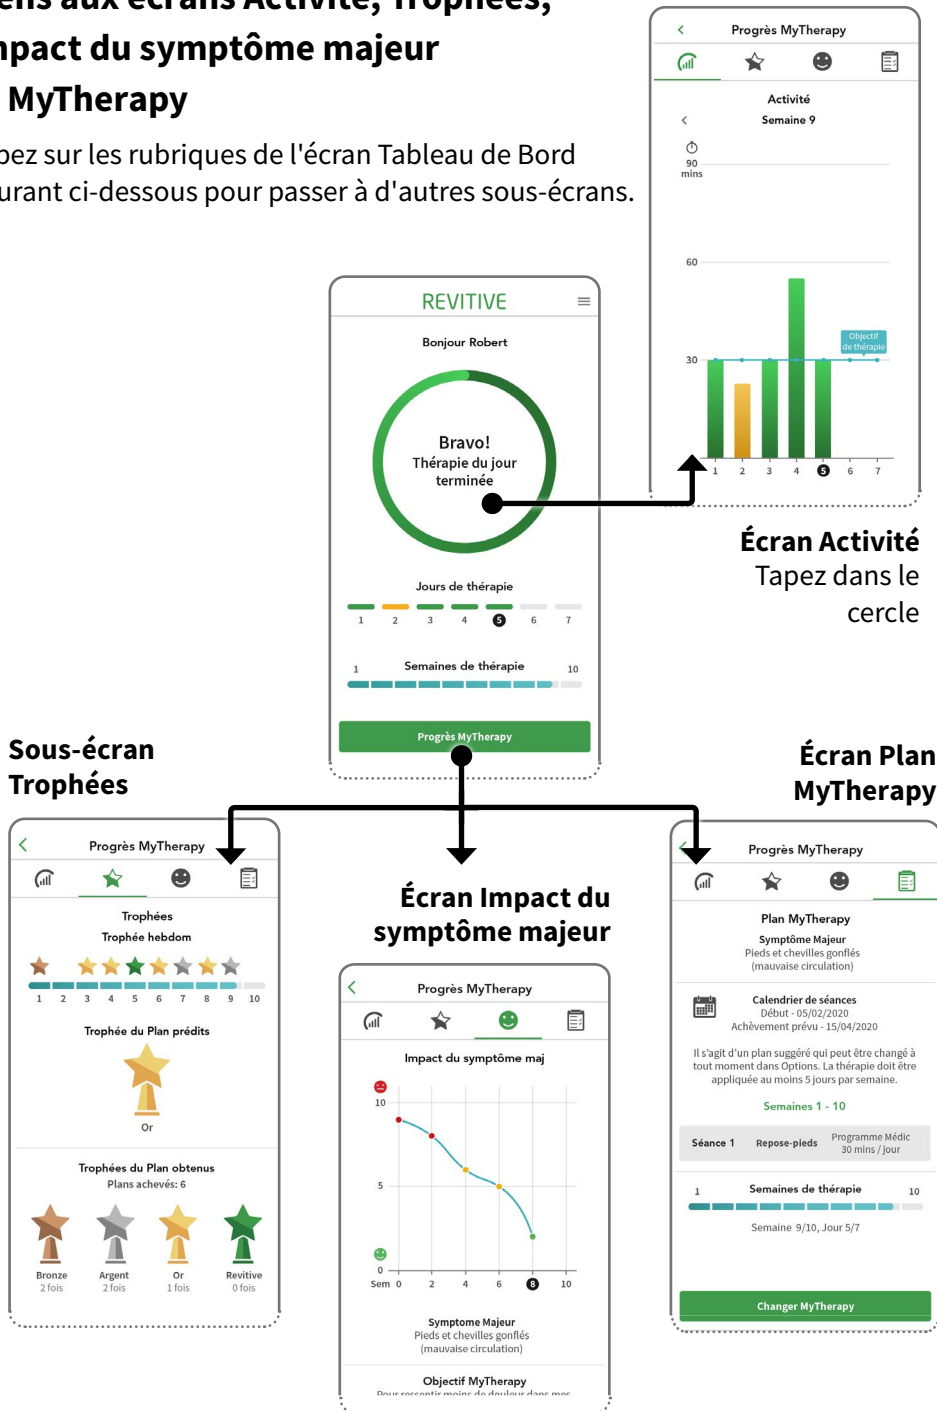 ens aux écrans Activité, Trophées,
mpact du symptôme majeur
MyTherapy
pez sur les rubriques de l'écran Tableau de Bord
urant ci-dessous pour passer à d'autres sous-écrans.
Progrès MyTherapy
Activité
Semaine 9
90
mins
60
Objectif
de thérapie
30
1 2 3 4 5 6 7
Écran Activité
Tapez dans le
cercle
REVITIVE
Bonjour Robert
Bravo!
Thérapie du jour
terminée
Jours de thérapie
1 2 3 4 5 6 7
1 Semaines de thérapie 10
Progrès MyTherapy
Sous-écran
Trophées
Progrès MyTherapy
Trophées
Trophée hebdom
1 2 3 4 5 6 7 8 9 10
Trophée du Plan prédits
Or
Trophées du Plan obtenus
Plans achevés: 6
Bronze Argent Or Revitive
2 fois 2 fois 1 fois 0 fois
Écran Impact du
symptôme majeur
Progrès MyTherapy
Impact du symptôme maj
10
5
0
Sem 0 2 4 6 8 10
Symptome Majeur
Pieds et chevilles gonflés
(mauvaise circulation)
Objectif MyTherapy
Pour ressentir moins de douleur dans mes
Écran Plan
MyTherapy
Progrès MyTherapy
Plan MyTherapy
Symptôme Majeur
Pieds et chevilles gonflés
(mauvaise circulation)
Calendrier de séances
Début - 05/02/2020
Achèvement prévu - 15/04/2020
Il s'agit d'un plan suggéré qui peut être changé à
tout moment dans Options. La thérapie doit être
appliquée au moins 5 jours par semaine.
Semaines 1 - 10
Séance 1 Repose-pieds Programme Médic
30 mins / jour
1 Semaines de thérapie 10
Semaine 9/10, Jour 5/7
Changer MyTherapy